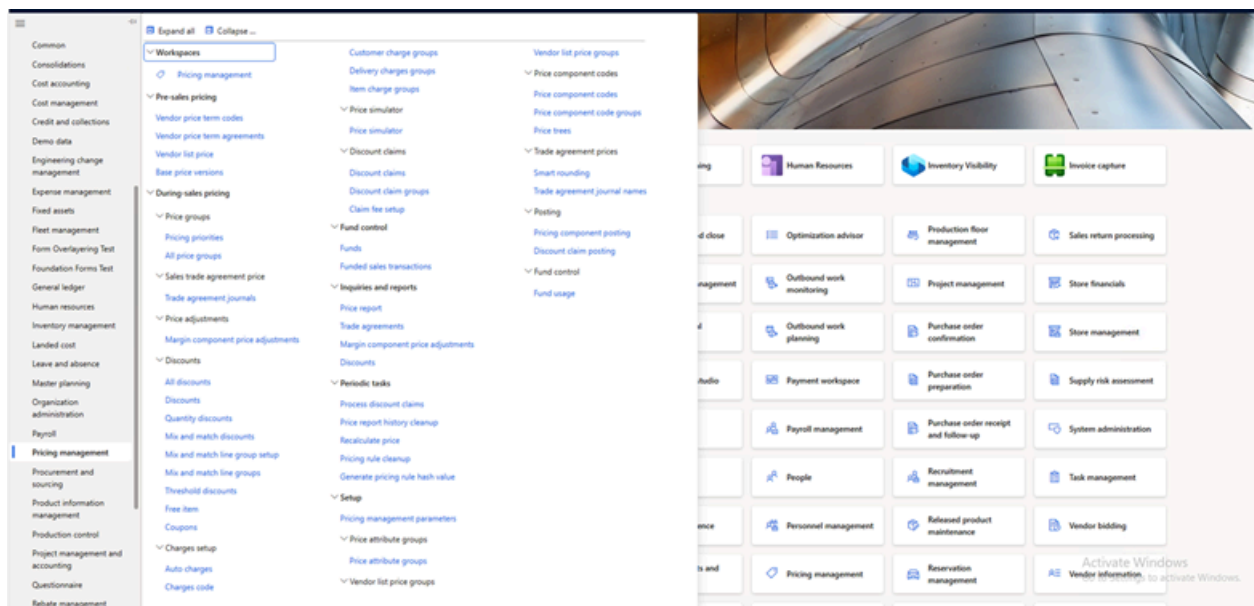 Common
Consolidations
Cost accounting
Cost management
Credit and collections
Demo data
Engineering change
management
Expense management
Fixed assets
Fleet management
Form Overlayering Test
Foundation Forms Test
General ledger
Human resources
Inventory management
Landed cost
Leave and absence
Master planning
Organization
administration
Payroll
Pricing management
Procurement and
sourcing
Product information
management
Production control
Project management and
accounting
Questionnaire
Rebate management
Expand all Collapse ...
Workspaces
Pricing management
Pre-sales pricing
Vendor price term codes
Vendor price term agreements
Vendor list price
Base price versions
During-sales pricing
Price groups
Pricing priorities
All price groups
Sales trade agreement price
Trade agreement journals
Price adjustments
Margin component price adjustments
Discounts
All discounts
Discounts
Quantity discounts
Mix and match discounts
Mix and match line group setup
Mix and match line groups
Threshold discounts
Free item
Coupons
Charges setup
Auto charges
Charges code
Customer charge groups
Delivery charges groups
Item charge groups
Price simulator
Price simulator
Discount claims
Discount claims
Discount claim groups
Claim fee setup
Fund control
Funds
Funded sales transactions
Inquiries and reports
Price report
Trade agreements
Margin component price adjustments
Discounts
Periodic tasks
Process discount claims
Price report history cleanup
Recalculate price
Pricing rule cleanup
Generate pricing rule hash value
Setup
Pricing management parameters
Price attribute groups
Price attribute groups
Vendor list price groups
Vendor list price groups
Price component codes
Price component codes
Price component code groups
Price trees
Trade agreement prices
Smart rounding
Trade agreement journal names
Posting
Pricing component posting
Discount claim posting
Fund control
Fund usage
ing
Human Resources
Inventory Visibility
Invoice capture
d close
Optimization advisor
Production floor
management
Sales return processing
nagement
Outbound work
monitoring
Project management
Store financials
Outbound work
planning
Purchase order
confirmation
Store management
tudio
Payment workspace
Purchase order
preparation
Supply risk assessment
Payroll management
Purchase order receipt
and follow-up
System administration
People
Recruitment
management
Task management
ence
Personnel management
Released product
maintenance
Vendor bidding
ts and
Pricing management
Reservation
management
Vendor information
Activate Windows
to Settings to activate Windows.